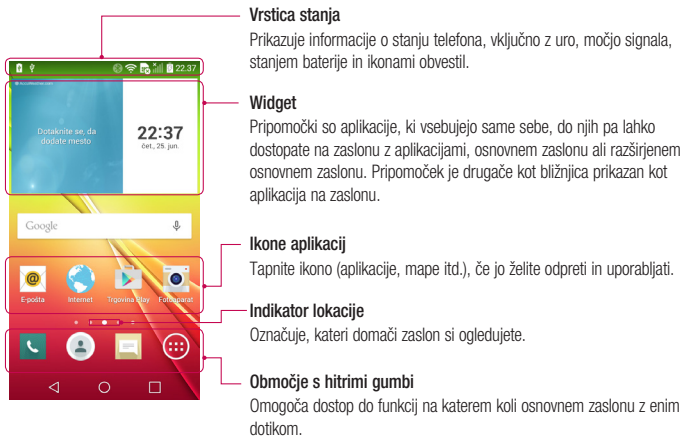 Vrstica stanja
Prikazuje informacije o stanju telefona, vključno z uro, močjo signala,
stanjem baterije in ikonami obvestil.
22.37
Widget
Pripomočki so aplikacije, ki vsebujejo same sebe, do njih pa lahko
dostopate na zaslonu z aplikacijami, osnovnem zaslonu ali razširjenem
osnovnem zaslonu. Pripomoček je drugače kot bližnjica prikazan kot
aplikacija na zaslonu.
Dotaknite se, da
dodate mesto
22:37
čet., 25. jun.
Google
Ikone aplikacij
Tapnite ikono (aplikacije, mape itd.), če jo želite odpreti in uporabljati.
E-pošta Internet Trgovina Play Fotoaparat
Indikator lokacije
Označuje, kateri domači zaslon si ogledujete.
Območje s hitrimi gumbi
Omogoča dostop do funkcij na katerem koli osnovnem zaslonu z enim
dotikom.